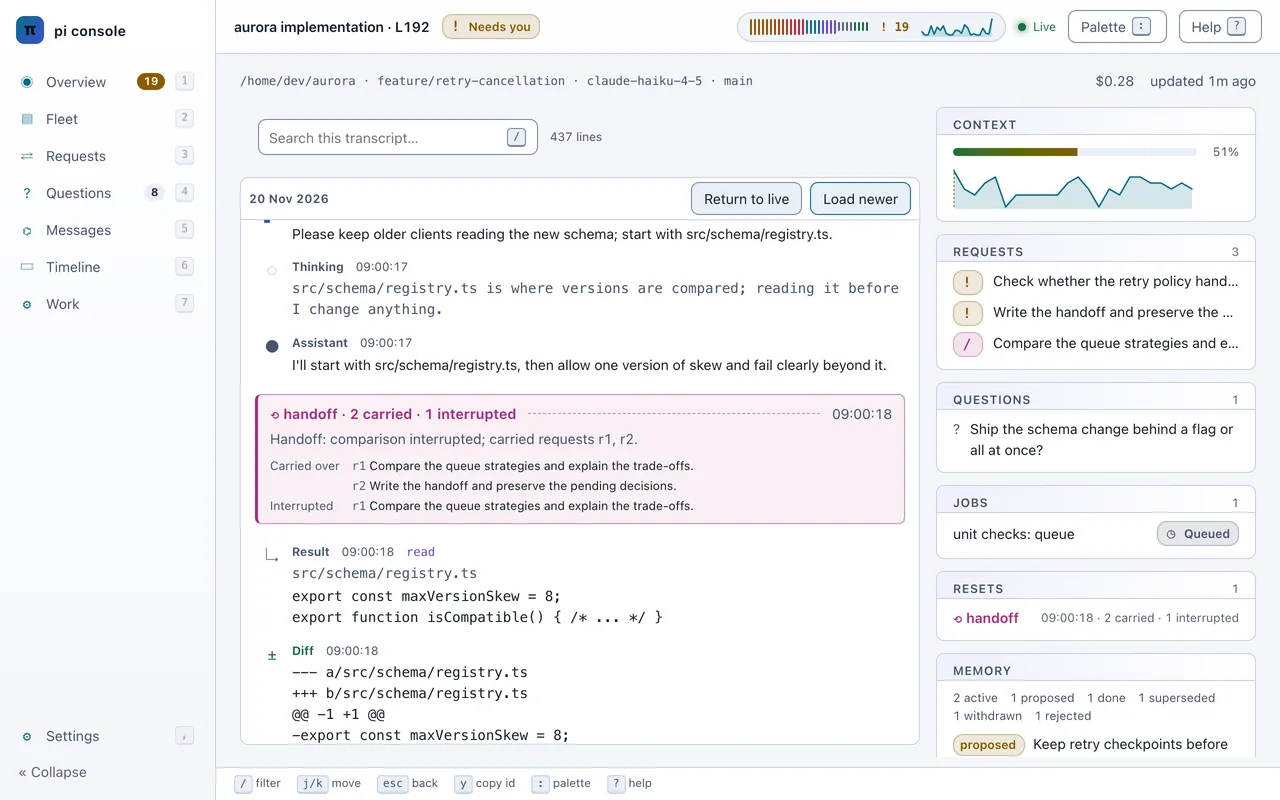 π pi console
Overview 19 1
Fleet 2
Requests 3
? Questions 8 4
Messages 5
Timeline 6
Work 7
Settings ,
« Collapse
aurora implementation · L192 ! Needs you ! 19 Live Palette : Help ?
/home/dev/aurora · feature/retry-cancellation · claude-haiku-4-5 · main $0.28 updated 1m ago
Search this transcript... / 437 lines
20 Nov 2026 Return to live Load newer
Please keep older clients reading the new schema; start with src/schema/registry.ts.
Thinking 09:00:17
src/schema/registry.ts is where versions are compared; reading it before
I change anything.
Assistant 09:00:17
I'll start with src/schema/registry.ts, then allow one version of skew and fail clearly beyond it.
handoff · 2 carried · 1 interrupted 09:00:18
Handoff: comparison interrupted; carried requests r1, r2.
Carried over r1 Compare the queue strategies and explain the trade-offs.
r2 Write the handoff and preserve the pending decisions.
Interrupted r1 Compare the queue strategies and explain the trade-offs.
Result 09:00:18 read
src/schema/registry.ts
export const maxVersionSkew = 8;
export function isCompatible() { /* ... */ }
± Diff 09:00:18
--- a/src/schema/registry.ts
+++ b/src/schema/registry.ts
@@ -1 +1 @@
-export const maxVersionSkew = 8;
CONTEXT
51%
REQUESTS 3
! Check whether the retry policy hand...
! Write the handoff and preserve the ...
/ Compare the queue strategies and e...
QUESTIONS 1
? Ship the schema change behind a flag or
all at once?
JOBS 1
unit checks: queue Queued
RESETS 1
handoff 09:00:18 · 2 carried · 1 interrupted
MEMORY
2 active 1 proposed 1 done 1 superseded
1 withdrawn 1 rejected
proposed Keep retry checkpoints before
/ filter j/k move esc back y copy id : palette ? help